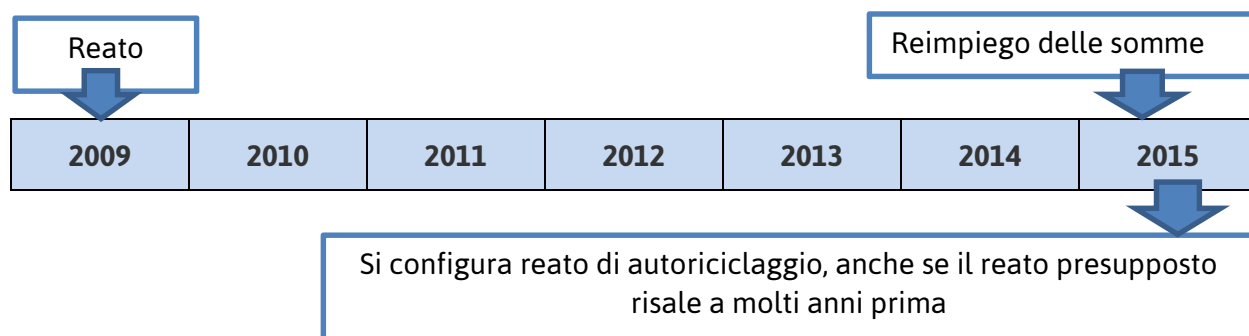 Reato
Reimpiego delle somme
2009 2010 2011 2012 2013 2014 2015
Si configura reato di autoriciclaggio, anche se il reato presupposto
risale a molti anni prima